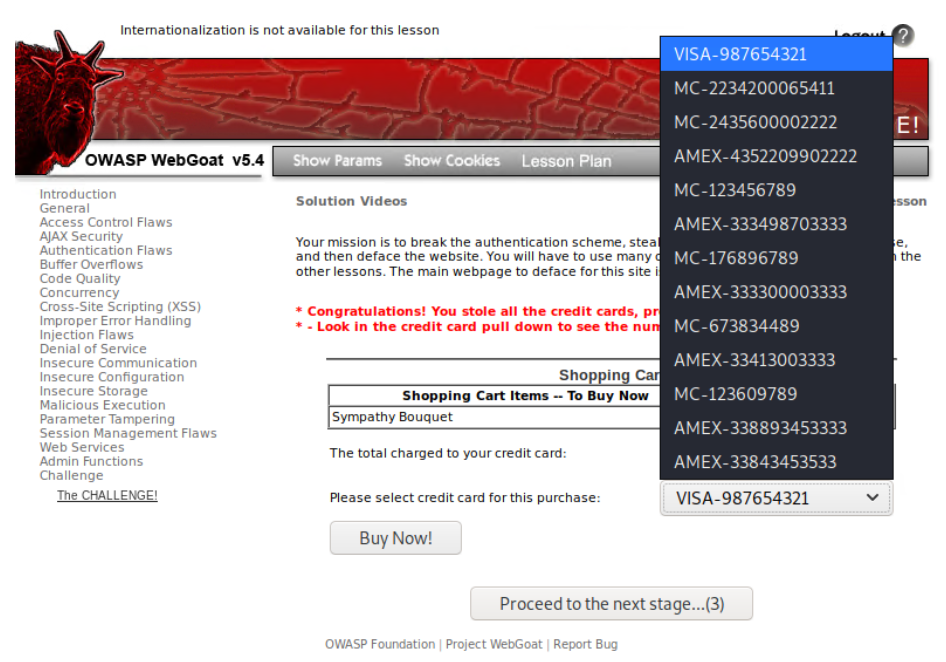 Internationalization is not available for this lesson
Logout ?
E!
OWASP WebGoat v5.4
Show Params Show Cookies Lesson Plan
Introduction
General
Access Control Flaws
AJAX Security
Authentication Flaws
Buffer Overflows
Code Quality
Concurrency
Cross-Site Scripting (XSS)
Improper Error Handling
Injection Flaws
Denial of Service
Insecure Communication
Insecure Configuration
Insecure Storage
Malicious Execution
Parameter Tampering
Session Management Flaws
Web Services
Admin Functions
Challenge
The CHALLENGE!
Solution Videos
esson
Your mission is to break the authentication scheme, steal
se,
and then deface the website. You will have to use many o
n the
other lessons. The main webpage to deface for this site i
* Congratulations! You stole all the credit cards, pr
* - Look in the credit card pull down to see the num
Shopping Car
Shopping Cart Items -- To Buy Now
Sympathy Bouquet
The total charged to your credit card:
Please select credit card for this purchase:
VISA-987654321
MC-2234200065411
MC-2435600002222
AMEX-4352209902222
MC-123456789
AMEX-333498703333
MC-176896789
AMEX-333300003333
MC-673834489
AMEX-33413003333
MC-123609789
AMEX-338893453333
AMEX-33843453533
VISA-987654321
Buy Now!
Proceed to the next stage...(3)
OWASP Foundation | Project WebGoat | Report Bug